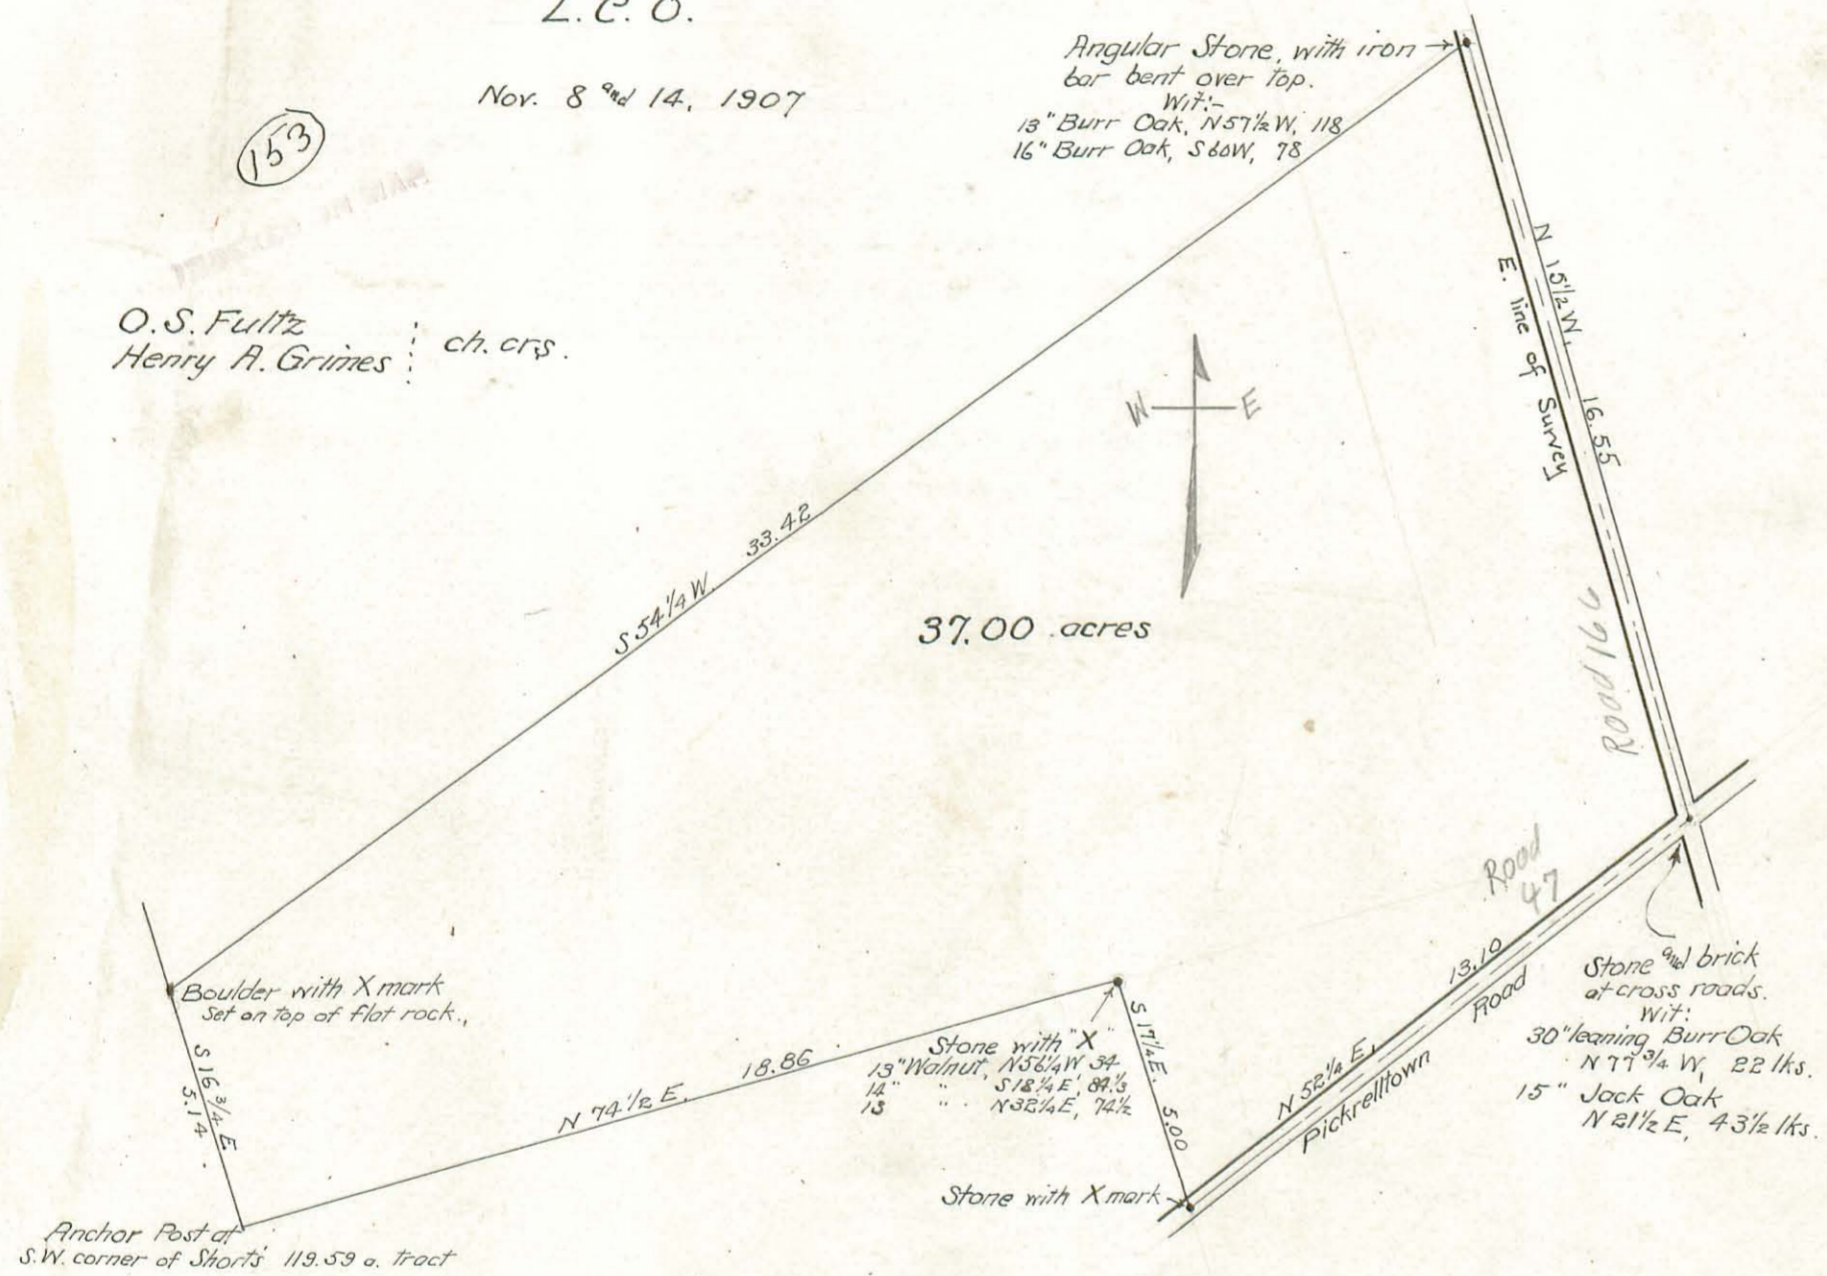 L.C.O.
Nov. 8 and 14, 1907
153
Angular Stone, with iron
bar bent over top.
Wit:-
13" Burr Oak, N57½W, 118
16" Burr Oak, S60W, 78
O.S. Fultz
Henry A. Grimes
ch. crs.
N 15½ W, 16.55
E. line of Survey
W E
S 54¼ W. 33.42
37.00 acres
Road 166
Road
47
Boulder with X mark
Set on top of flat rock.,
S 16¾ E
5.14
N 74½ E. 18.86
Stone with "X"
13" Walnut, N56¼W 34
14" " S18¼E, 84⅓
13 " N32¼E, 74½
S 17¼ E. 5.00
N 52¼ E, 13.10
Pickrelltown Road
Stone and brick
at cross roads.
Wit:
30" leaning Burr Oak
N 77¾ W, 22 lks.
15" Jack Oak
N 21½ E, 43½ lks.
Stone with X mark
Anchor Post at
S.W. corner of Short's 119.59 a. tract